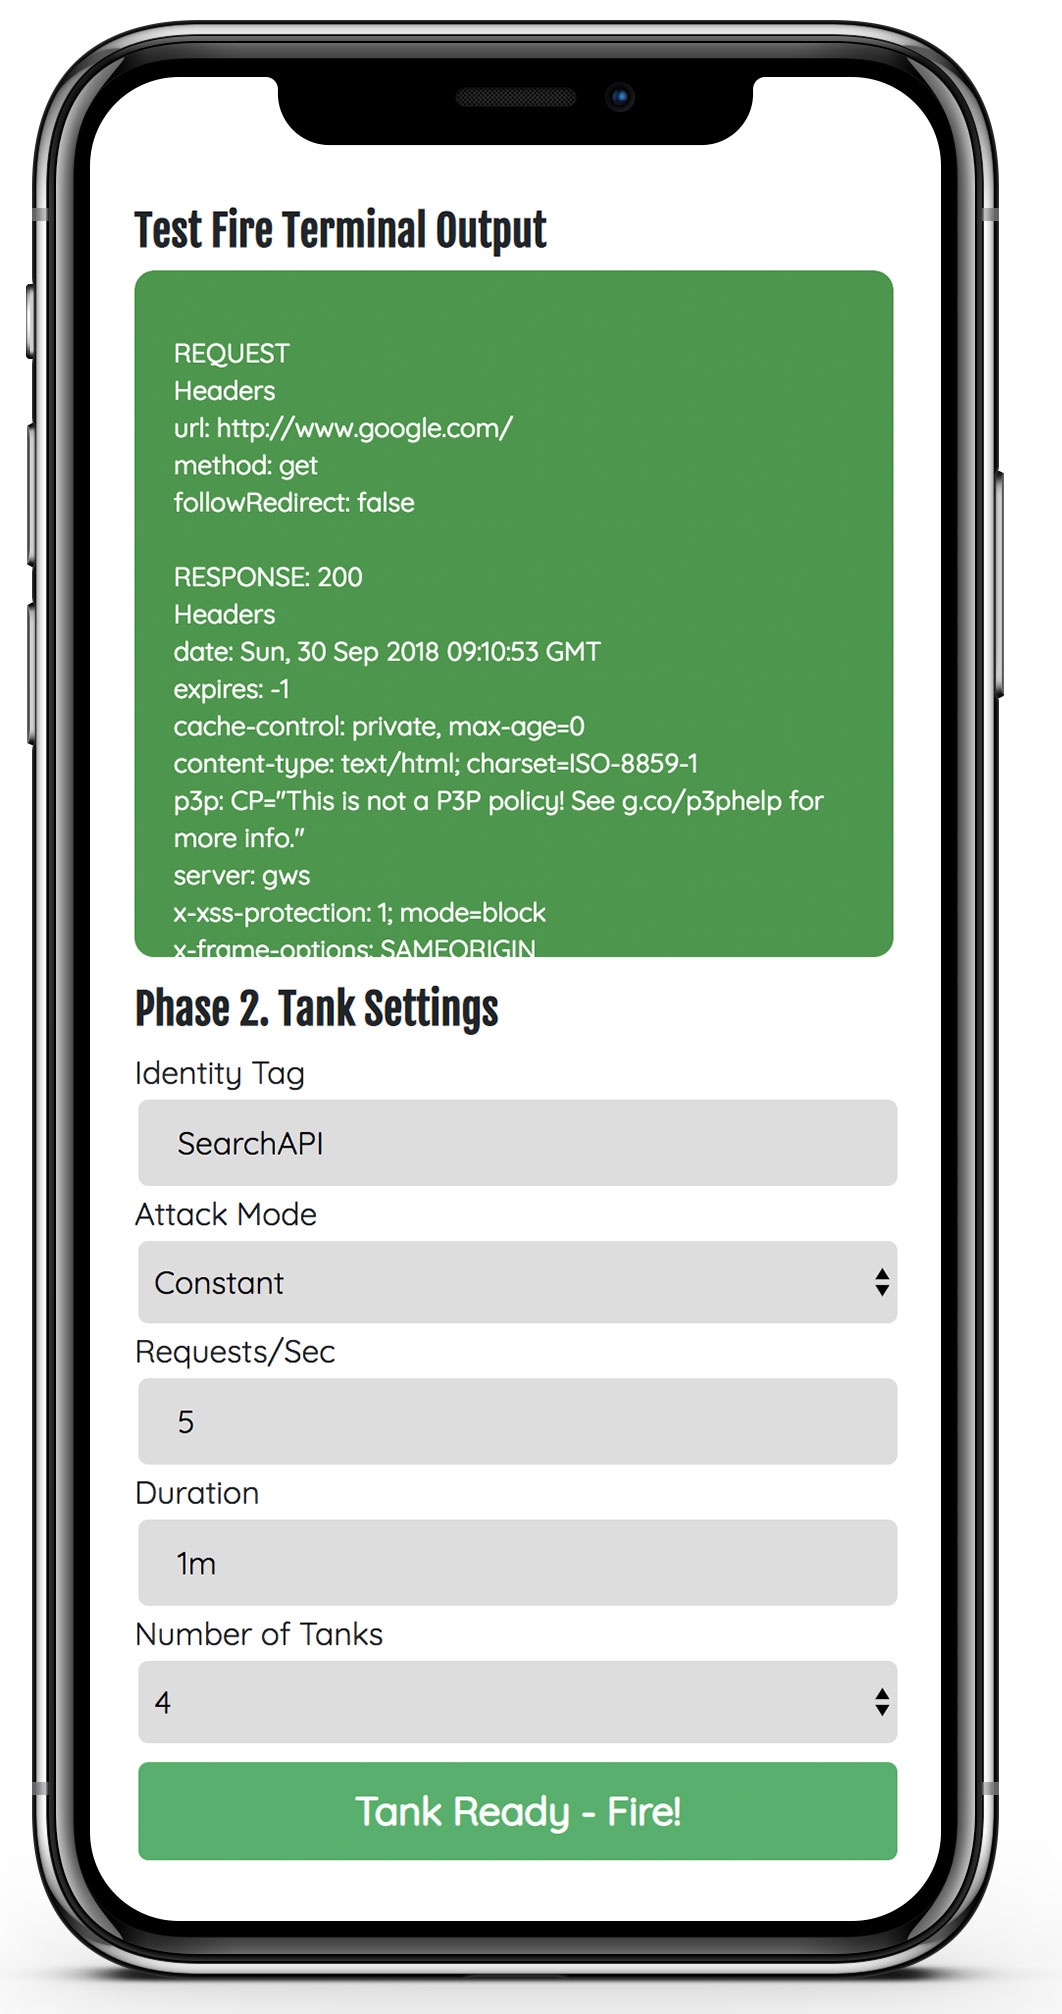 Test Fire Terminal Output
REQUEST
Headers
url: http://www.google.com/
method: get
followRedirect: false
RESPONSE: 200
Headers
date: Sun, 30 Sep 2018 09:10:53 GMT
expires: -1
cache-control: private, max-age=0
content-type: text/html; charset=ISO-8859-1
p3p: CP="This is not a P3P policy! See g.co/p3phelp for
more info."
server: gws
x-xss-protection: 1; mode=block
x-frame-options: SAMEORIGIN
Phase 2. Tank Settings
Identity Tag
SearchAPI
Attack Mode
Constant
Requests/Sec
5
Duration
1m
Number of Tanks
4
Tank Ready - Fire!